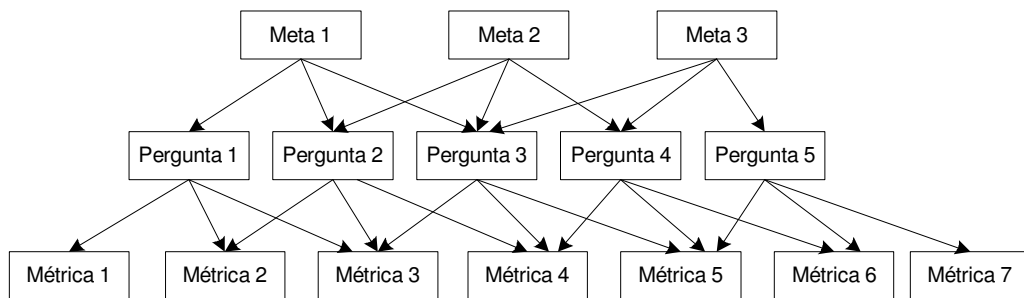 Meta 1
Meta 2
Meta 3
Pergunta 1
Pergunta 2
Pergunta 3
Pergunta 4
Pergunta 5
Métrica 1
Métrica 2
Métrica 3
Métrica 4
Métrica 5
Métrica 6
Métrica 7